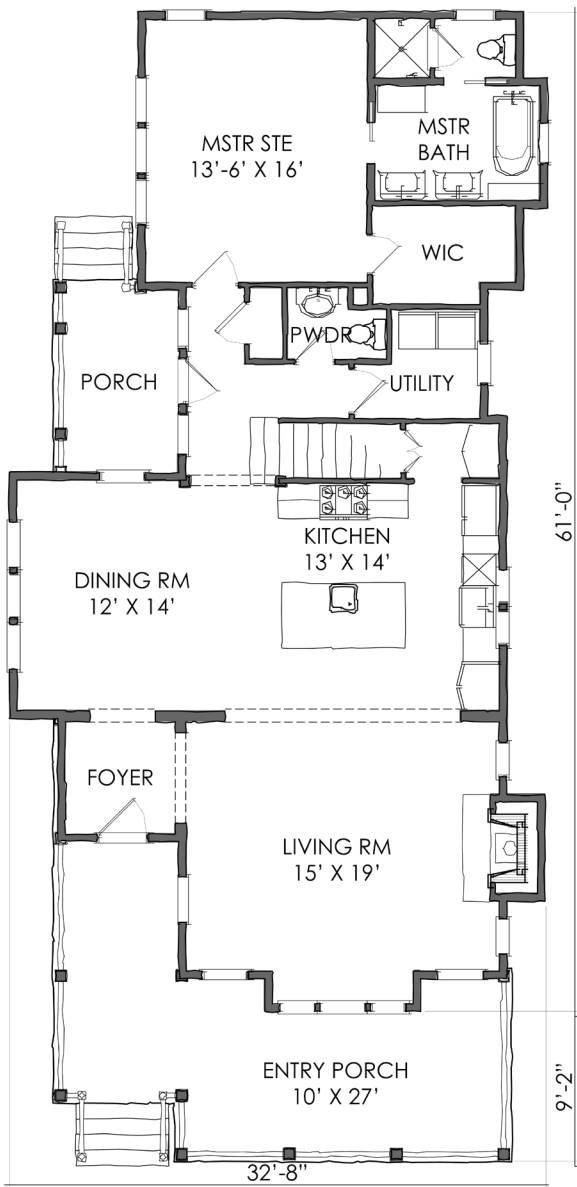 MSTR STE
13'-6' X 16'
MSTR
BATH
WIC
PWDR
PORCH
UTILITY
61'-0"
KITCHEN
13' X 14'
DINING RM
12' X 14'
FOYER
LIVING RM
15' X 19'
ENTRY PORCH
10' X 27'
9'-2"
32'-8"